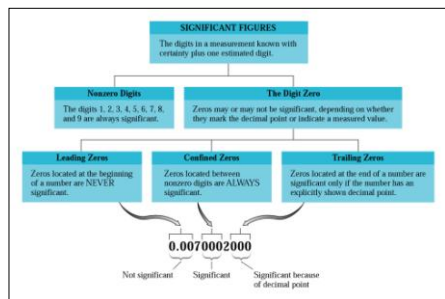 SIGNIFICANT FIGURES
The digits in a measurement known with
certainty plus one estimated digit.
Nonzero Digits
The digits 1, 2, 3, 4, 5, 6, 7, 8,
and 9 are always significant.
The Digit Zero
Zeros may or may not be significant, depending on whether
they mark the decimal point or indicate a measured value.
Leading Zeros
Zeros located at the beginning
of a number are NEVER
significant.
Confined Zeros
Zeros located between
nonzero digits are ALWAYS
significant.
Trailing Zeros
Zeros located at the end of a number are
significant only if the number has an
explicitly shown decimal point.
0.0070002000
Not significant
Significant
Significant because
of decimal point